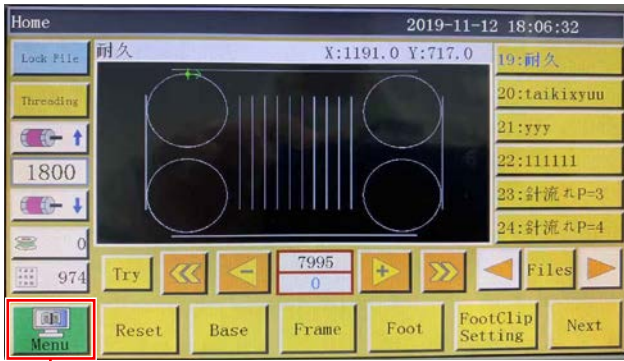 Home 2019-11-12 18:06:32
Lock File
耐久 X:1191.0 Y:717.0
19:耐久
Threading
20:taikixyuu
21:yyy
1800
22:111111
23:針流れP=3
0
24:針流れP=4
974
Try
7995
0
Files
Menu
Reset
Base
Frame
Foot
FootClip
Setting
Next